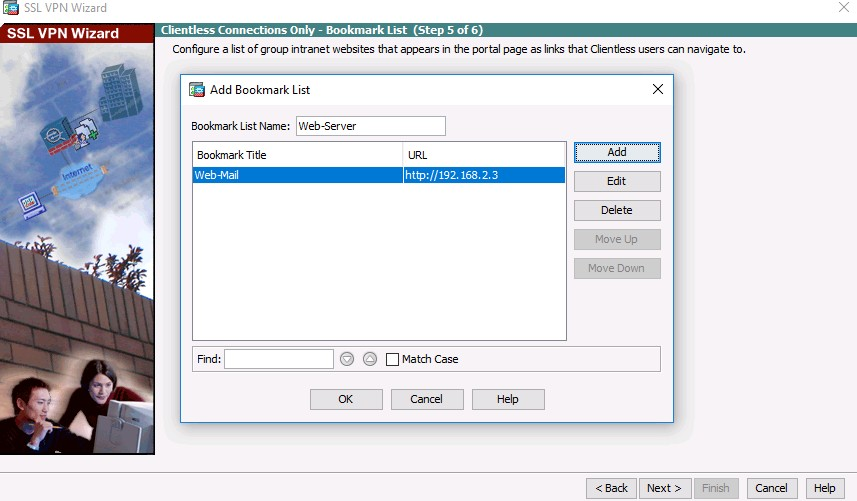 SSL VPN Wizard
SSL VPN Wizard
Clientless Connections Only - Bookmark List (Step 5 of 6)
Configure a list of group intranet websites that appears in the portal page as links that Clientless users can navigate to.
Add Bookmark List
Bookmark List Name: Web-Server
Bookmark Title URL
Add
Web-Mail http://192.168.2.3
Edit
Internet
Delete
Move Up
Move Down
Find: Match Case
OK Cancel Help
< Back Next > Finish Cancel Help